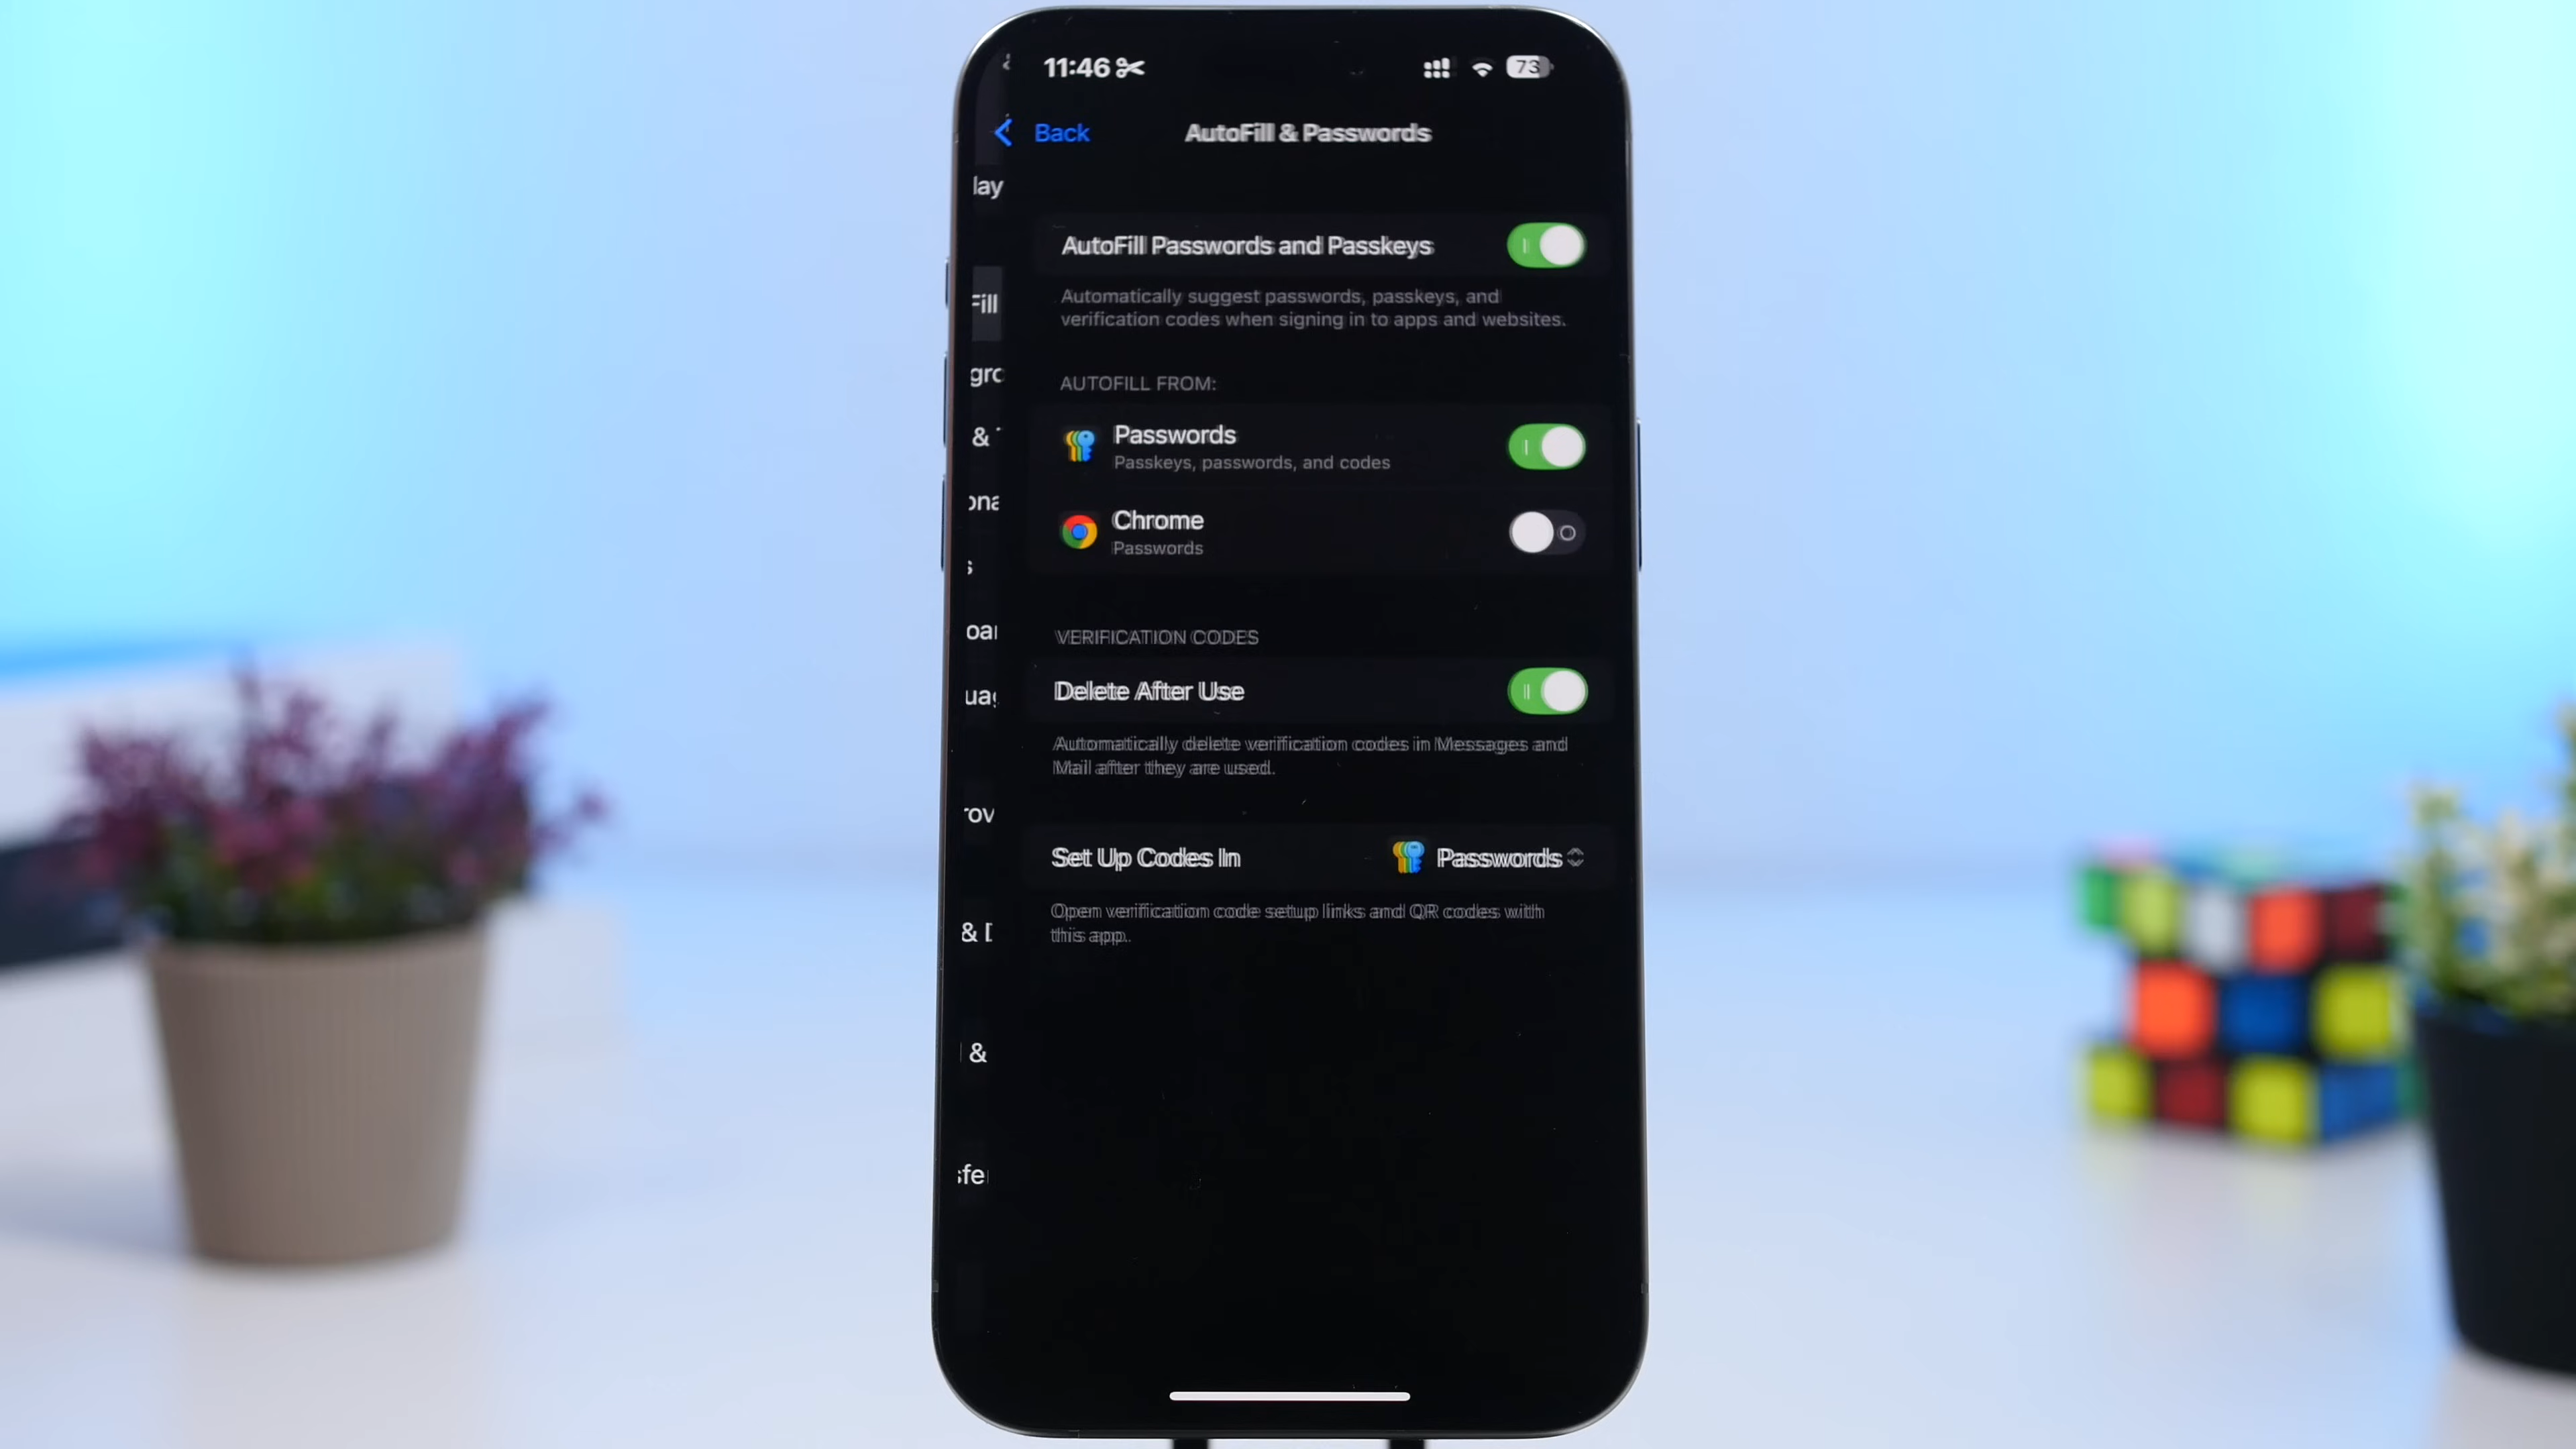 11:46
73
Back
AutoFill & Passwords
lay
AutoFill Passwords and Passkeys
Fill
Automatically suggest passwords, passkeys, and
verification codes when signing in to apps and websites.
AUTOFILL FROM:
Passwords
Passkeys, passwords, and codes
&
Chrome
Passwords
VERIFICATION CODES
Delete After Use
Automatically delete verification codes in Messages and
Mail after they are used.
Set Up Codes In
Passwords
Open verification code setup links and QR codes with
this app.
&
&